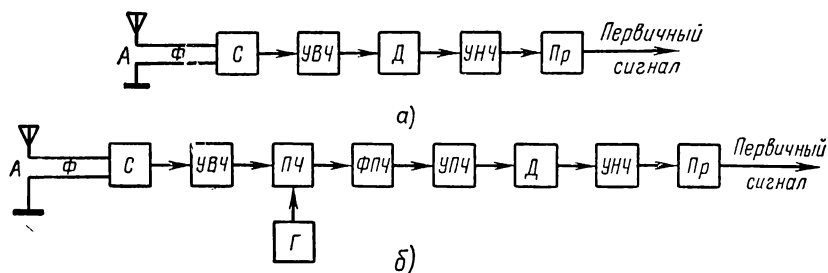 А Ф С УВЧ Д УНЧ Пр Первичный
сигнал
а)
А Ф С УВЧ ПЧ ФПЧ УПЧ Д УНЧ Пр Первичный
сигнал
Г
б)